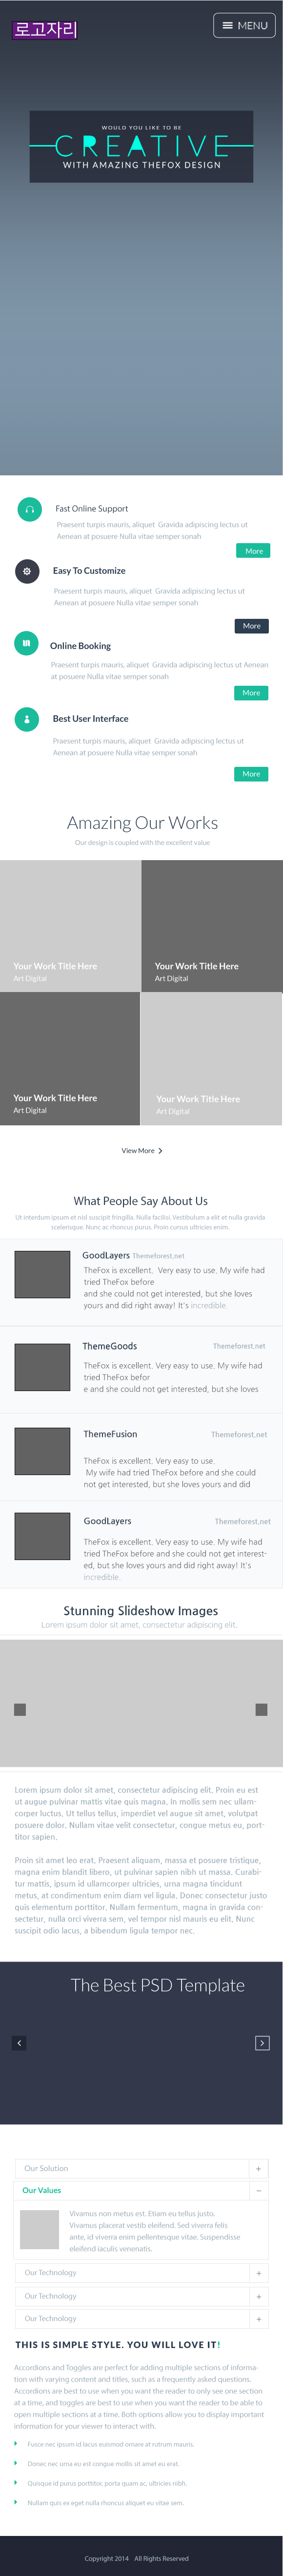 로고자리
MENU
WOULD YOU LIKE TO BE
CREATIVE
WITH AMAZING THEFOX DESIGN
Fast Online Support
Praesent turpis mauris, aliquet Gravida adipiscing lectus ut
Aenean at posuere Nulla vitae semper sonah
More
Easy To Customize
Praesent turpis mauris, aliquet Gravida adipiscing lectus ut
Aenean at posuere Nulla vitae semper sonah
More
Online Booking
Praesent turpis mauris, aliquet Gravida adipiscing lectus ut Aenean
at posuere Nulla vitae semper sonah
More
Best User Interface
Praesent turpis mauris, aliquet Gravida adipiscing lectus ut
Aenean at posuere Nulla vitae semper sonah
More
Amazing Our Works
Our design is coupled with the excellent value
Your Work Title Here
Art Digital
Your Work Title Here
Art Digital
Your Work Title Here
Art Digital
Your Work Title Here
Art Digital
View More
What People Say About Us
Ut interdum ipsum et nisl suscipit fringilla. Nulla facilisi. Vestibulum a elit et nulla gravida
scelerisque. Nunc ac rhoncus purus. Proin cursus ultricies enim.
GoodLayers Themeforest.net
TheFox is excellent. Very easy to use. My wife had
tried TheFox before
and she could not get interested, but she loves
yours and did right away! It's incredible.
ThemeGoods Themeforest.net
TheFox is excellent. Very easy to use. My wife had
tried TheFox befor
e and she could not get interested, but she loves
ThemeFusion Themeforest.net
TheFox is excellent. Very easy to use.
My wife had tried TheFox before and she could
not get interested, but she loves yours and did
GoodLayers Themeforest.net
TheFox is excellent. Very easy to use. My wife had
tried TheFox before and she could not get interest-
ed, but she loves yours and did right away! It's
incredible.
Stunning Slideshow Images
Lorem ipsum dolor sit amet, consectetur adipiscing elit.
Lorem ipsum dolor sit amet, consectetur adipiscing elit. Proin eu est
ut augue pulvinar mattis vitae quis magna. In mollis sem nec ullam-
corper luctus. Ut tellus tellus, imperdiet vel augue sit amet, volutpat
posuere dolor. Nullam vitae velit consectetur, congue metus eu, port-
titor sapien.
Proin sit amet leo erat. Praesent aliquam, massa et posuere tristique,
magna enim blandit libero, ut pulvinar sapien nibh ut massa. Curabi-
tur mattis, ipsum id ullamcorper ultricies, urna magna tincidunt
metus, at condimentum enim diam vel ligula. Donec consectetur justo
quis elementum porttitor. Nullam fermentum, magna in gravida con-
sectetur, nulla orci viverra sem, vel tempor nisl mauris eu elit. Nunc
suscipit odio lacus, a bibendum ligula tempor nec.
The Best PSD Template
Our Solution +
Our Values −
Vivamus non metus est. Etiam eu tellus justo.
Vivamus placerat vestib eleifend. Sed viverra felis
ante, id viverra enim pellentesque vitae. Suspendisse
eleifend iaculis venenatis.
Our Technology +
Our Technology +
Our Technology +
THIS IS SIMPLE STYLE. YOU WILL LOVE IT!
Accordions and Toggles are perfect for adding multiple sections of informa-
tion with varying content and titles, such as a frequently asked questions.
Accordions are best to use when you want the reader to only see one section
at a time, and toggles are best to use when you want the reader to be able to
open multiple sections at a time. Both options allow you to display important
information for your viewer to interact with.
Fusce nec ipsum id lacus euismod ornare at rutrum mauris.
Donec nec urna eu est congue mollis sit amet eu erat.
Quisque id purus porttitor, porta quam ac, ultricies nibh.
Nullam quis ex eget nulla rhoncus aliquet eu vitae sem.
Copyright 2014 All Rights Reserved